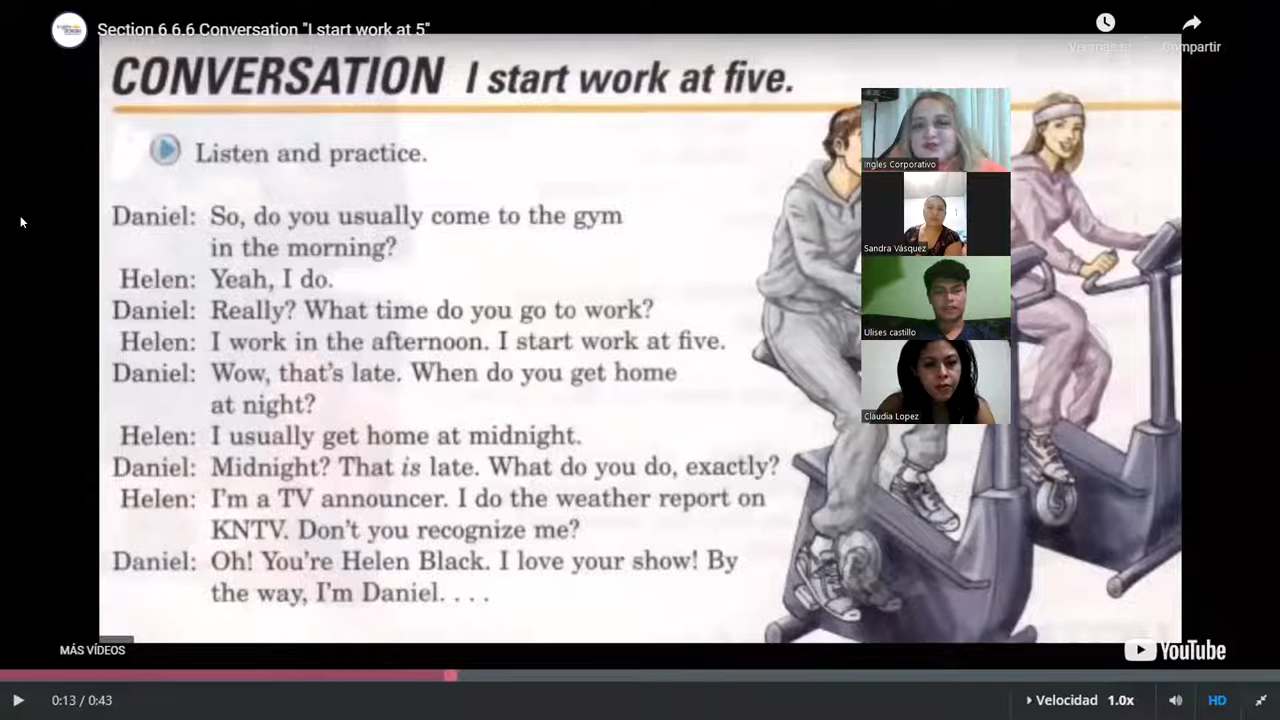 Section 6 6.6 Conversation "I start work at 5"
Compartir
CONVERSATION I start work at five.
Listen and practice.
Daniel: So, do you usually come to the gym
in the morning?
Helen: Yeah, I do.
Daniel: Really? What time do you go to work?
Helen: I work in the afternoon. I start work at five.
Daniel: Wow, that's late. When do you get home
at night?
Helen: I usually get home at midnight.
Daniel: Midnight? That is late. What do you do, exactly?
Helen: I'm a TV announcer. I do the weather report on
KNTV. Don't you recognize me?
Daniel: Oh! You're Helen Black. I love your show! By
the way, I'm Daniel. . . .
Ingles Corporativo
Sandra Vásquez
Ulises castillo
Claudia Lopez
MÁS VÍDEOS
YouTube
0:13 / 0:43
Velocidad 1.0x
HD